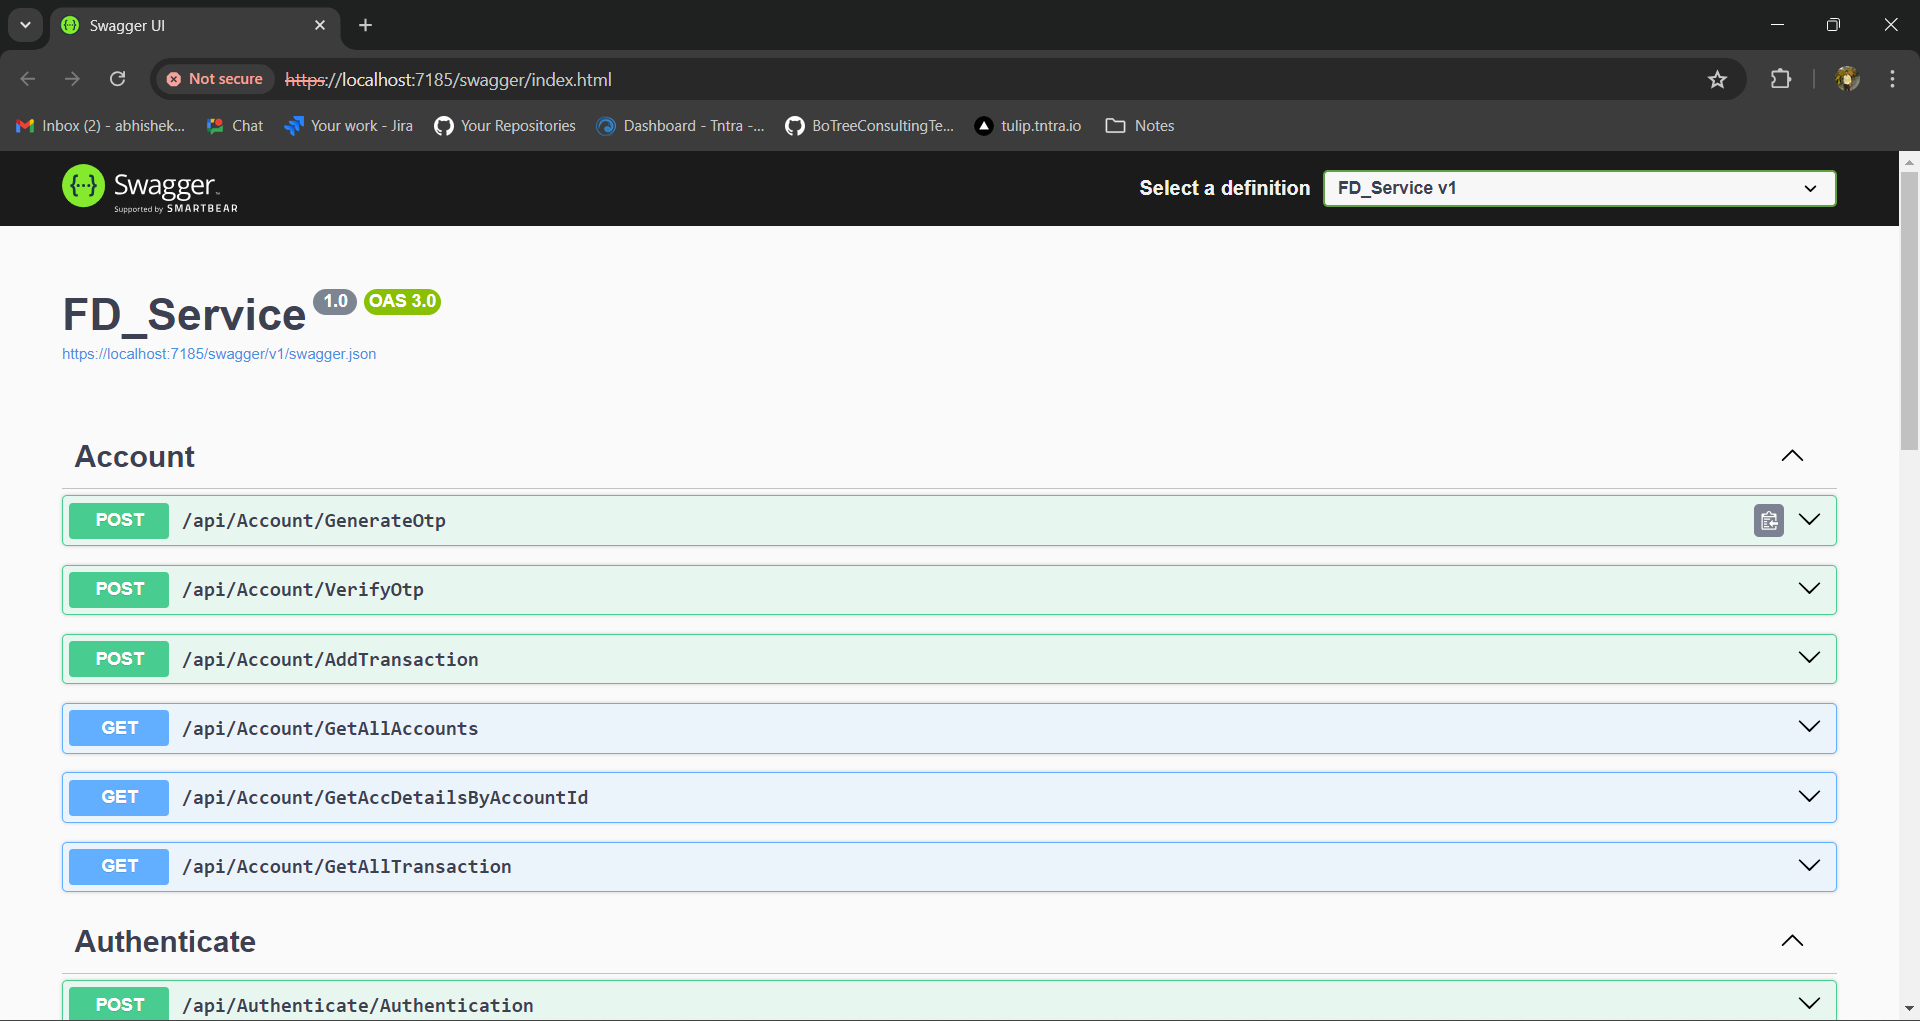 Swagger UI
Not secure
https://localhost:7185/swagger/index.html
Inbox (2) - abhishek...
Chat
Your work - Jira
Your Repositories
Dashboard - Tntra -...
BoTreeConsultingTe...
tulip.tntra.io
Notes
{...} Swagger™
Supported by SMARTBEAR
Select a definition
FD_Service v1
FD_Service 1.0 OAS 3.0
https://localhost:7185/swagger/v1/swagger.json
Account
POST /api/Account/GenerateOtp
POST /api/Account/VerifyOtp
POST /api/Account/AddTransaction
GET /api/Account/GetAllAccounts
GET /api/Account/GetAccDetailsByAccountId
GET /api/Account/GetAllTransaction
Authenticate
POST /api/Authenticate/Authentication